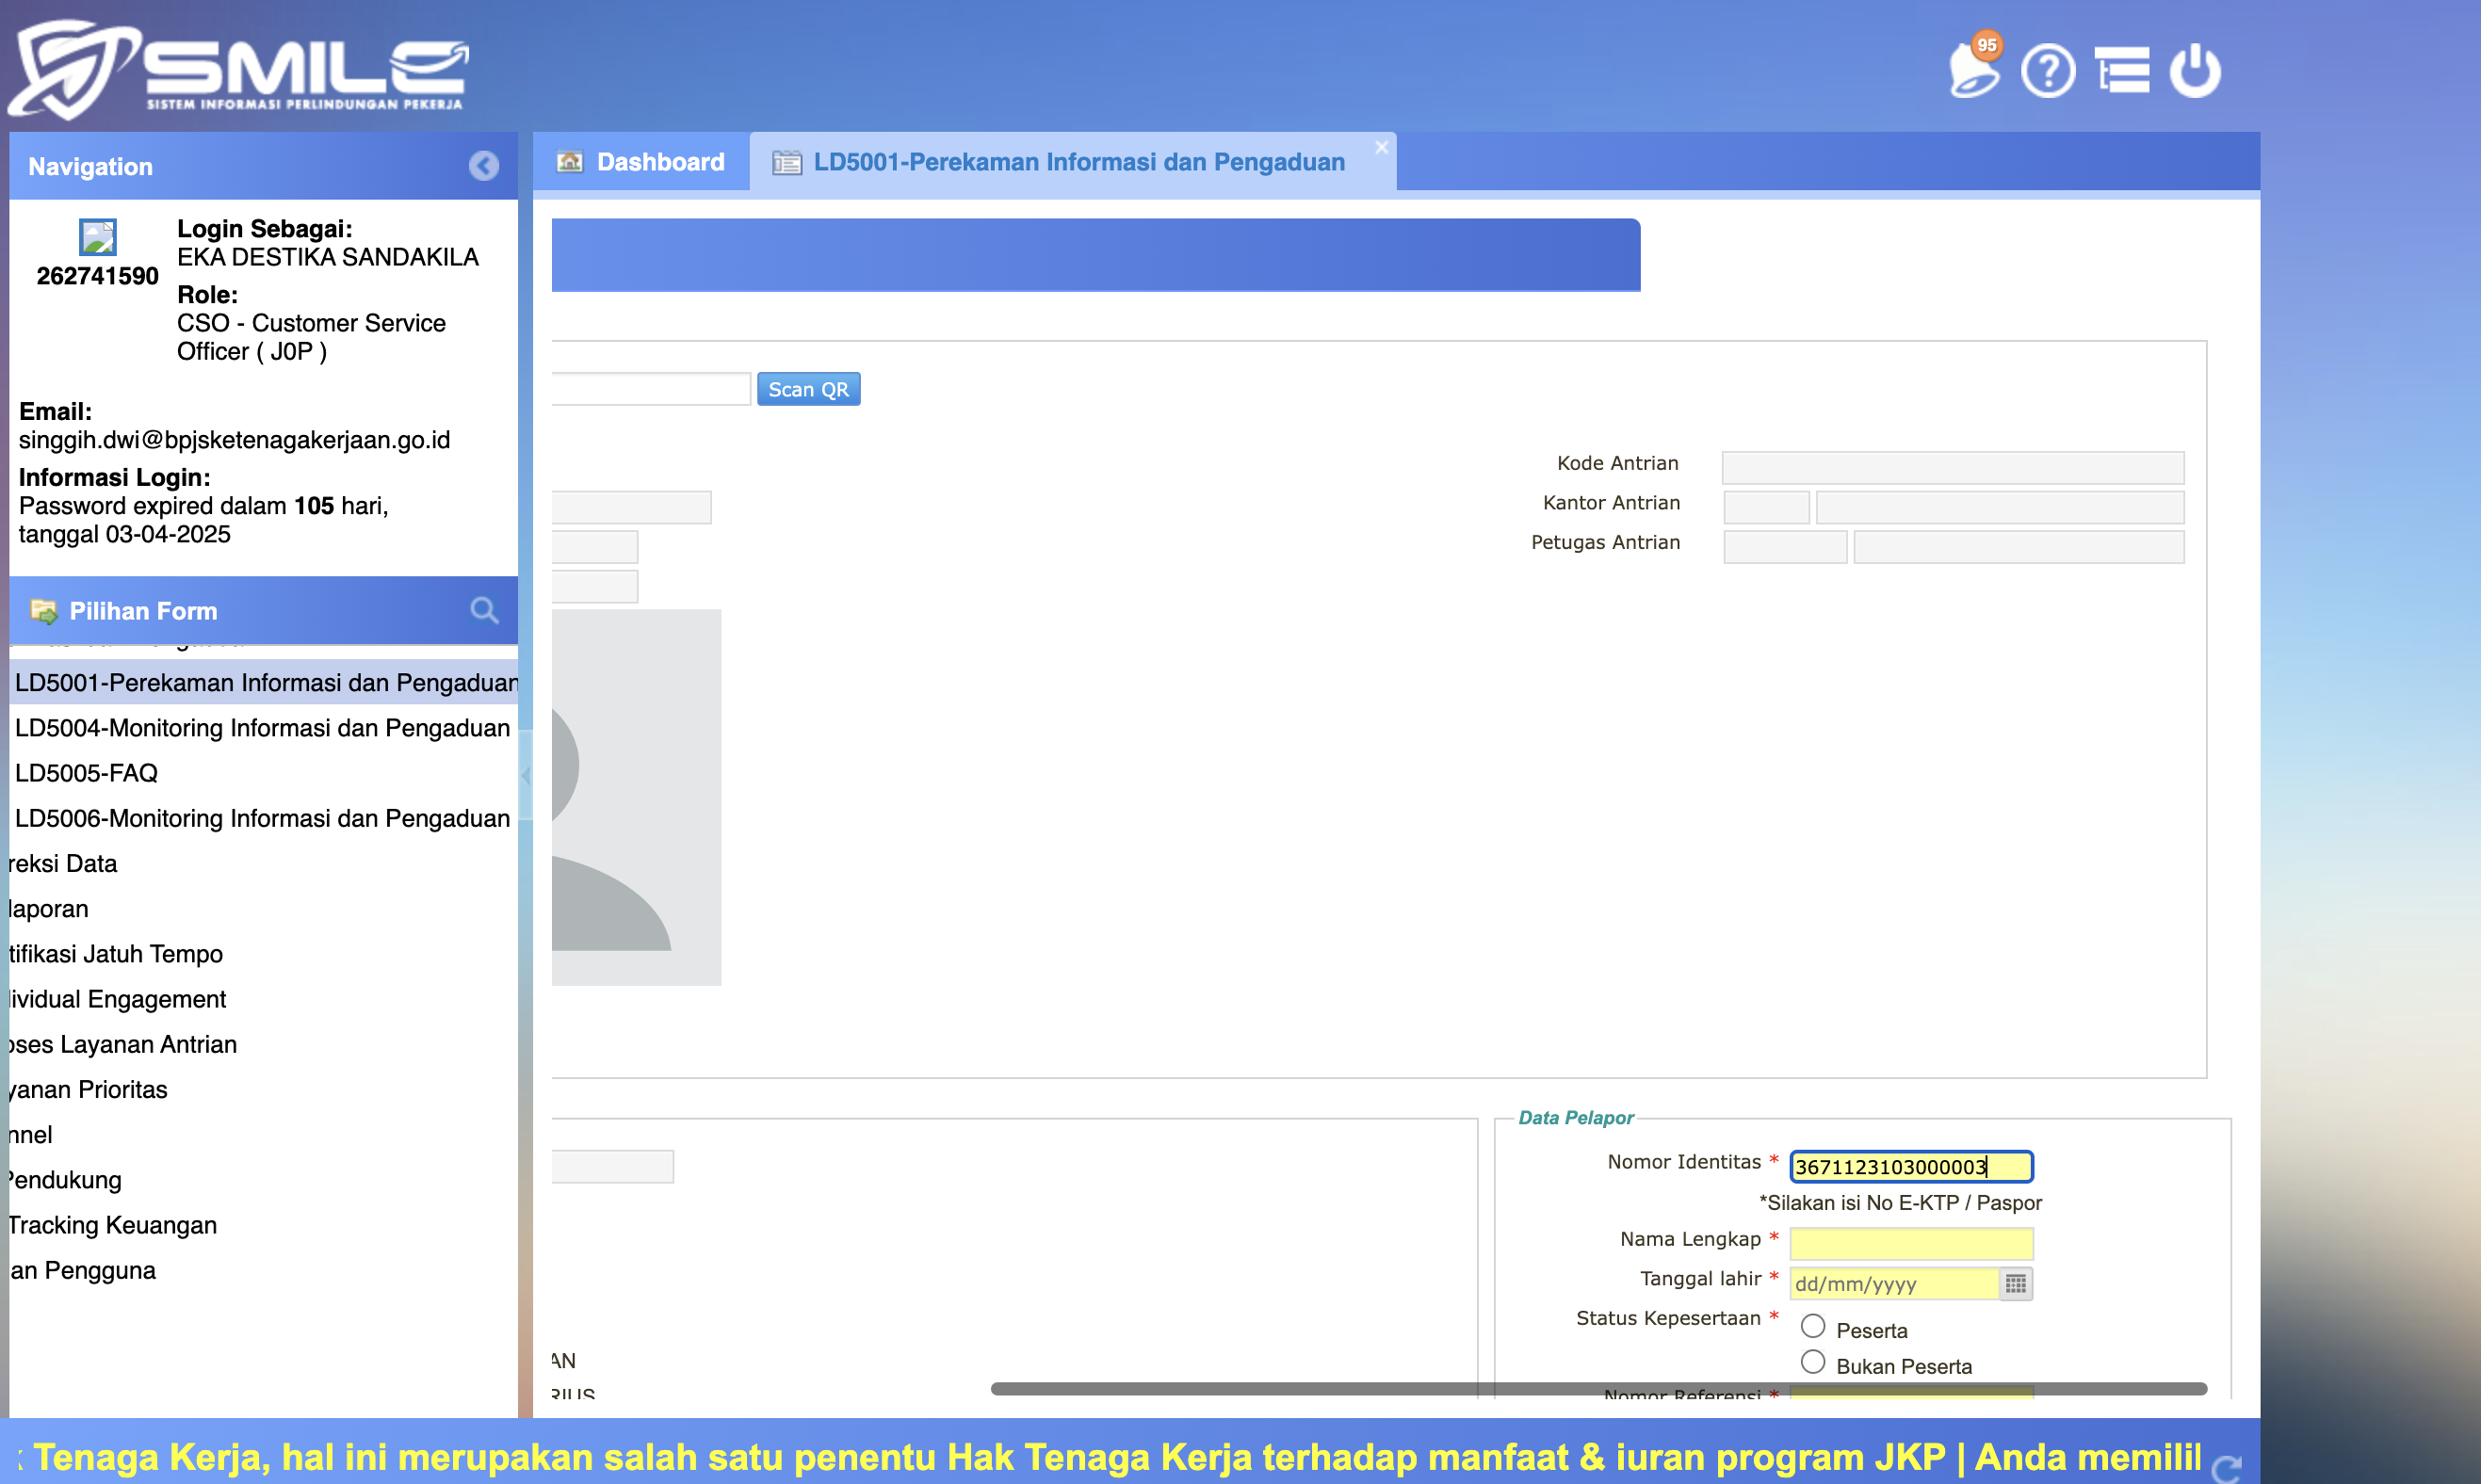 SMILE
SISTEM INFORMASI PERLINDUNGAN PEKERJA
95
Navigation
262741590
Login Sebagai:
EKA DESTIKA SANDAKILA
Role:
CSO - Customer Service
Officer ( J0P )
Email:
singgih.dwi@bpjsketenagakerjaan.go.id
Informasi Login:
Password expired dalam 105 hari,
tanggal 03-04-2025
Pilihan Form
LD5001-Perekaman Informasi dan Pengaduan
LD5004-Monitoring Informasi dan Pengaduan
LD5005-FAQ
LD5006-Monitoring Informasi dan Pengaduan
reksi Data
laporan
tifikasi Jatuh Tempo
lividual Engagement
oses Layanan Antrian
yanan Prioritas
nnel
Pendukung
Tracking Keuangan
an Pengguna
Dashboard
LD5001-Perekaman Informasi dan Pengaduan
Scan QR
Kode Antrian
Kantor Antrian
Petugas Antrian
AN
RIUS
Data Pelapor
Nomor Identitas * 3671123103000003
*Silakan isi No E-KTP / Paspor
Nama Lengkap *
Tanggal lahir * dd/mm/yyyy
Status Kepesertaan * Peserta
Bukan Peserta
Nomor Referensi *
Tenaga Kerja, hal ini merupakan salah satu penentu Hak Tenaga Kerja terhadap manfaat & iuran program JKP | Anda memilil